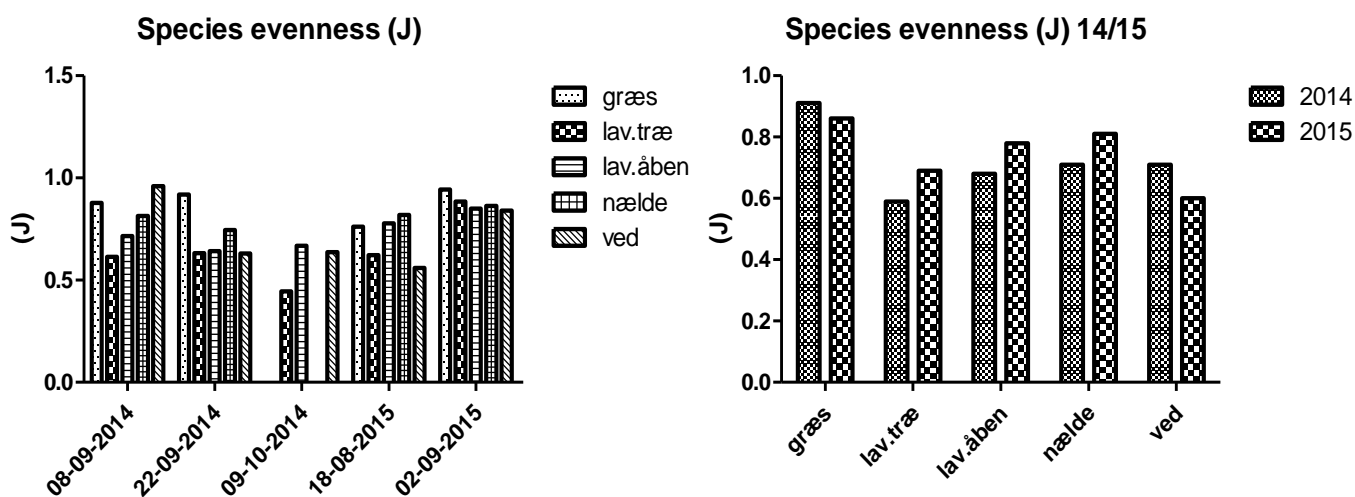 Species evenness (J)
(J)
1.5
1.0
0.5
0.0
08-09-2014
22-09-2014
09-10-2014
18-08-2015
02-09-2015
græs
lav.træ
lav.åben
nælde
ved
Species evenness (J) 14/15
(J)
1.0
0.8
0.6
0.4
0.2
0.0
græs
lav.træ
lav.åben
nælde
ved
2014
2015